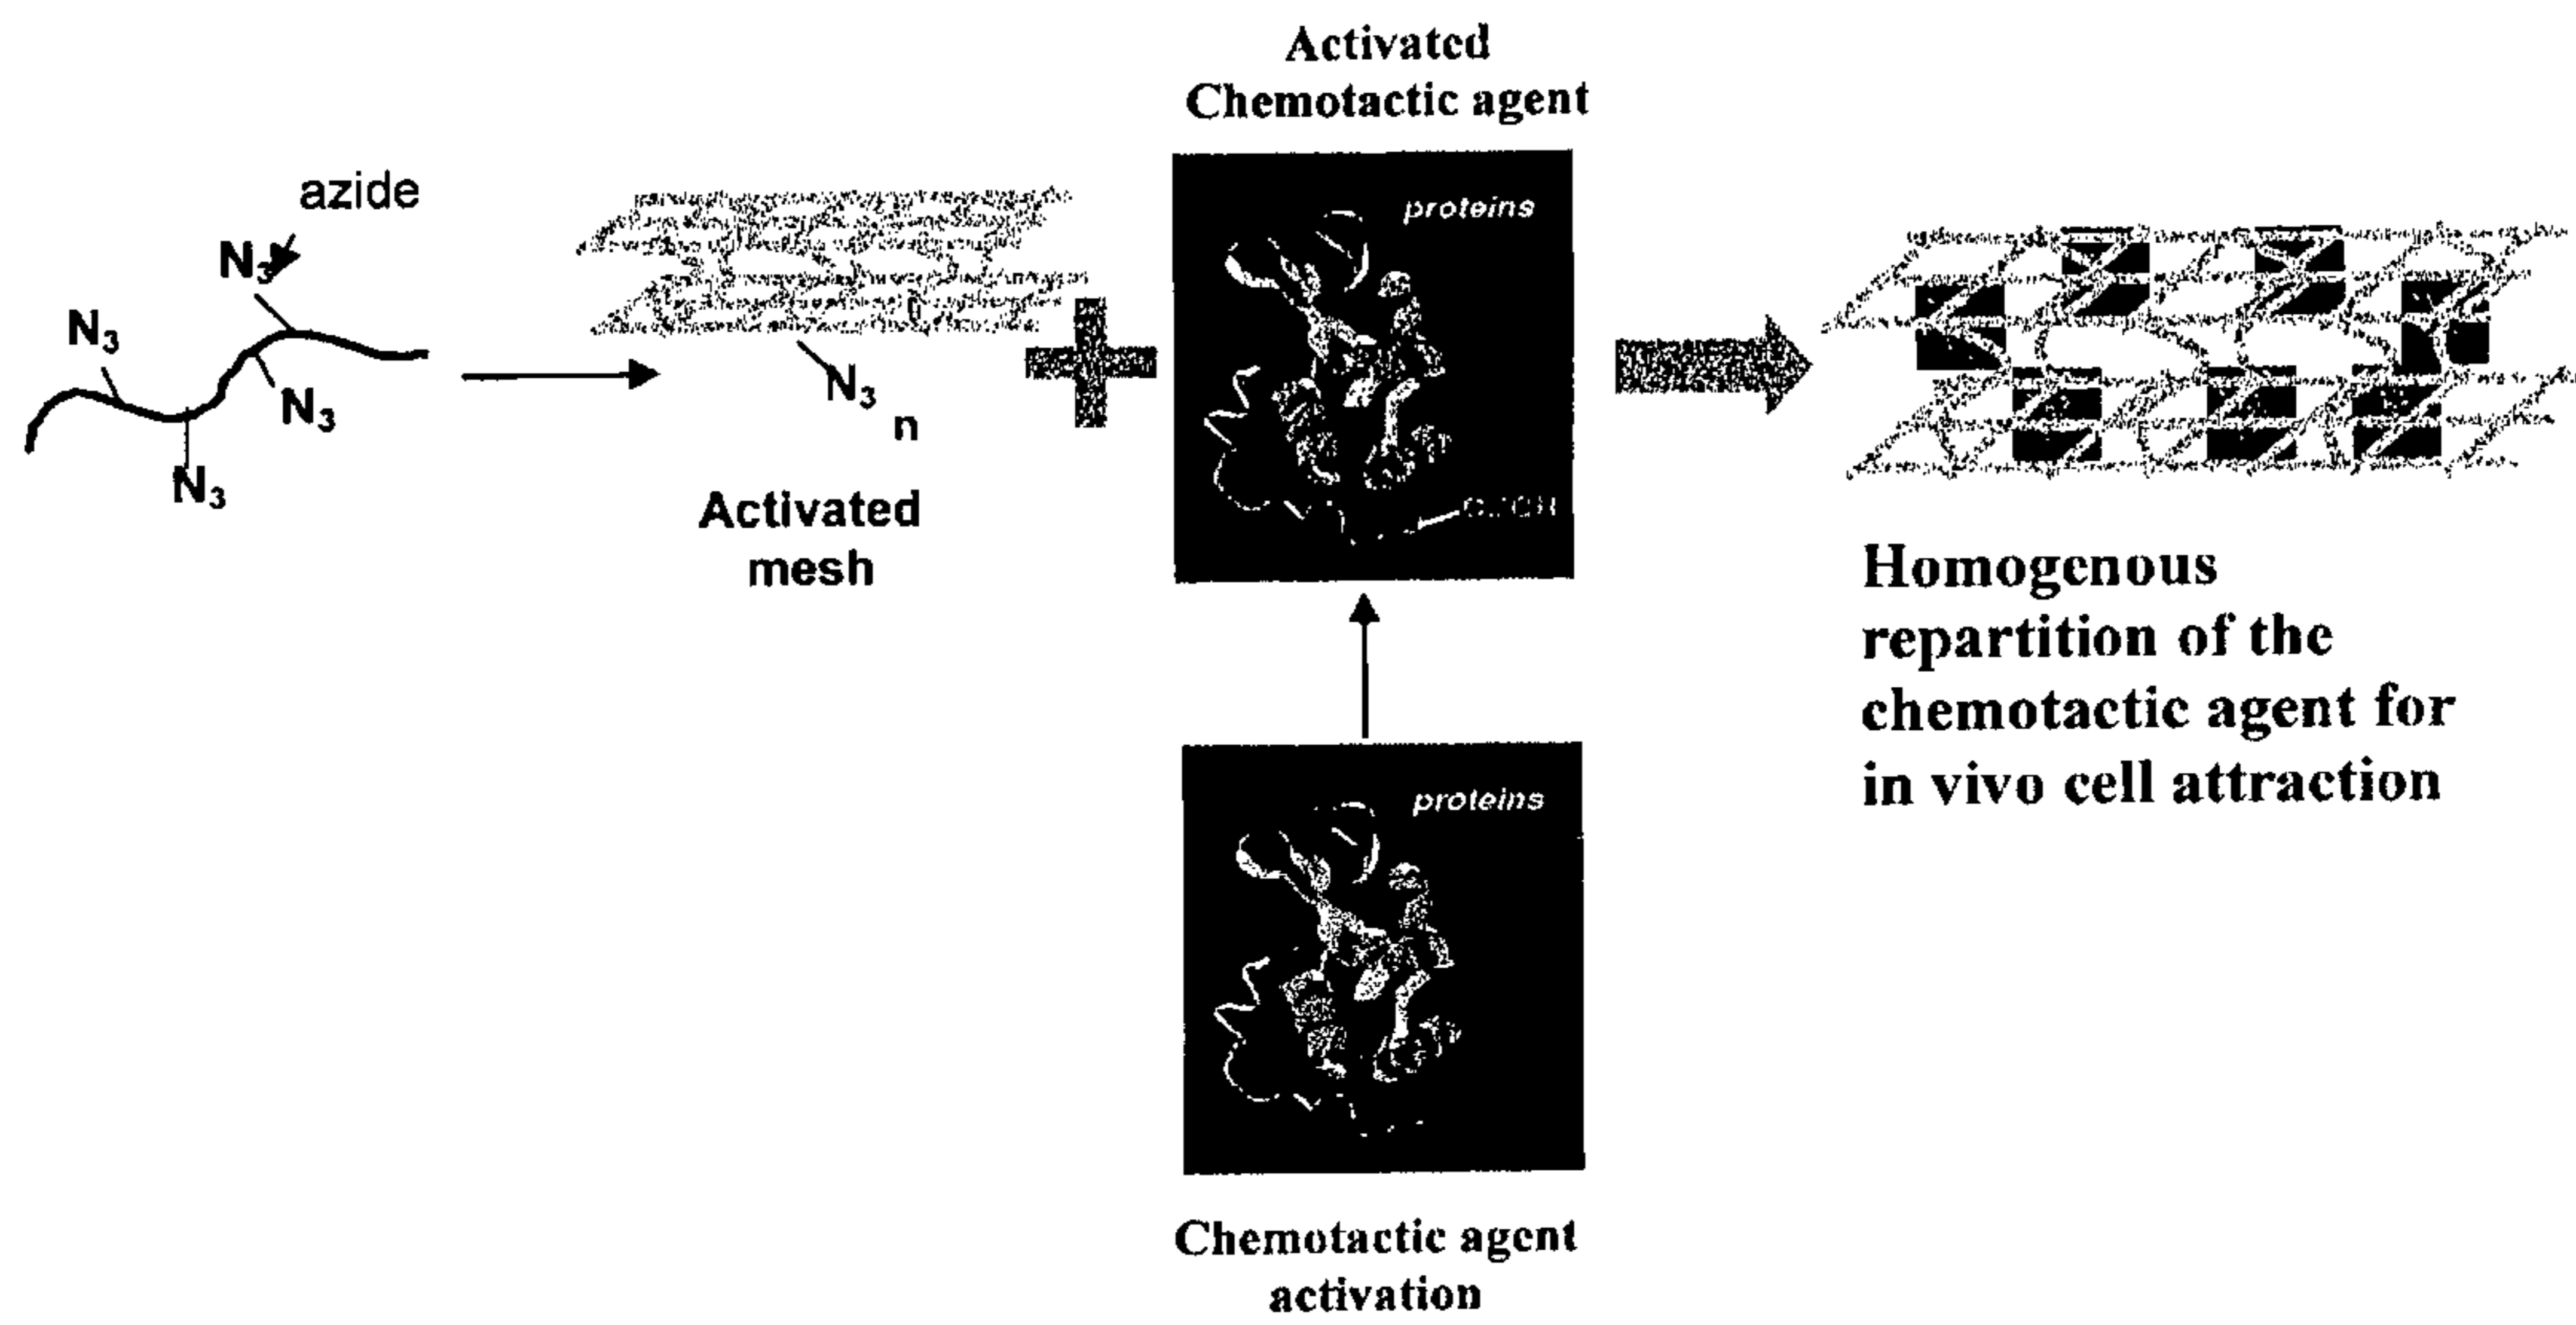 Activated
Chemotactic agent
proteins
azide
N3
N3
N3
N3
N3
n
Activated
mesh
Homogenous
repartition of the
chemotactic agent for
in vivo cell attraction
proteins
Chemotactic agent
activation